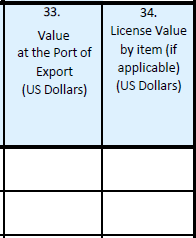 33.
Value
at the Port of
Export
(US Dollars)
34.
License Value
by item (if
applicable)
(US Dollars)